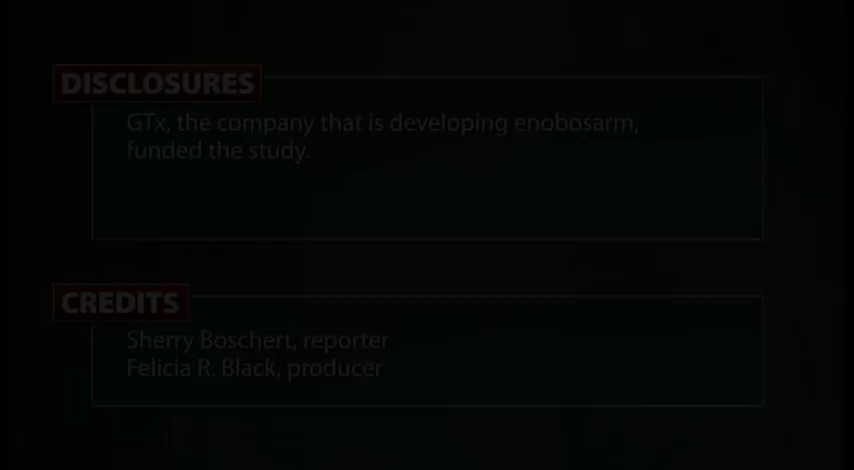 DISCLOSURES
GTx, the company that is developing enobosarm,
funded the study.
CREDITS
Sherry Boschert, reporter
Felicia R. Black, producer